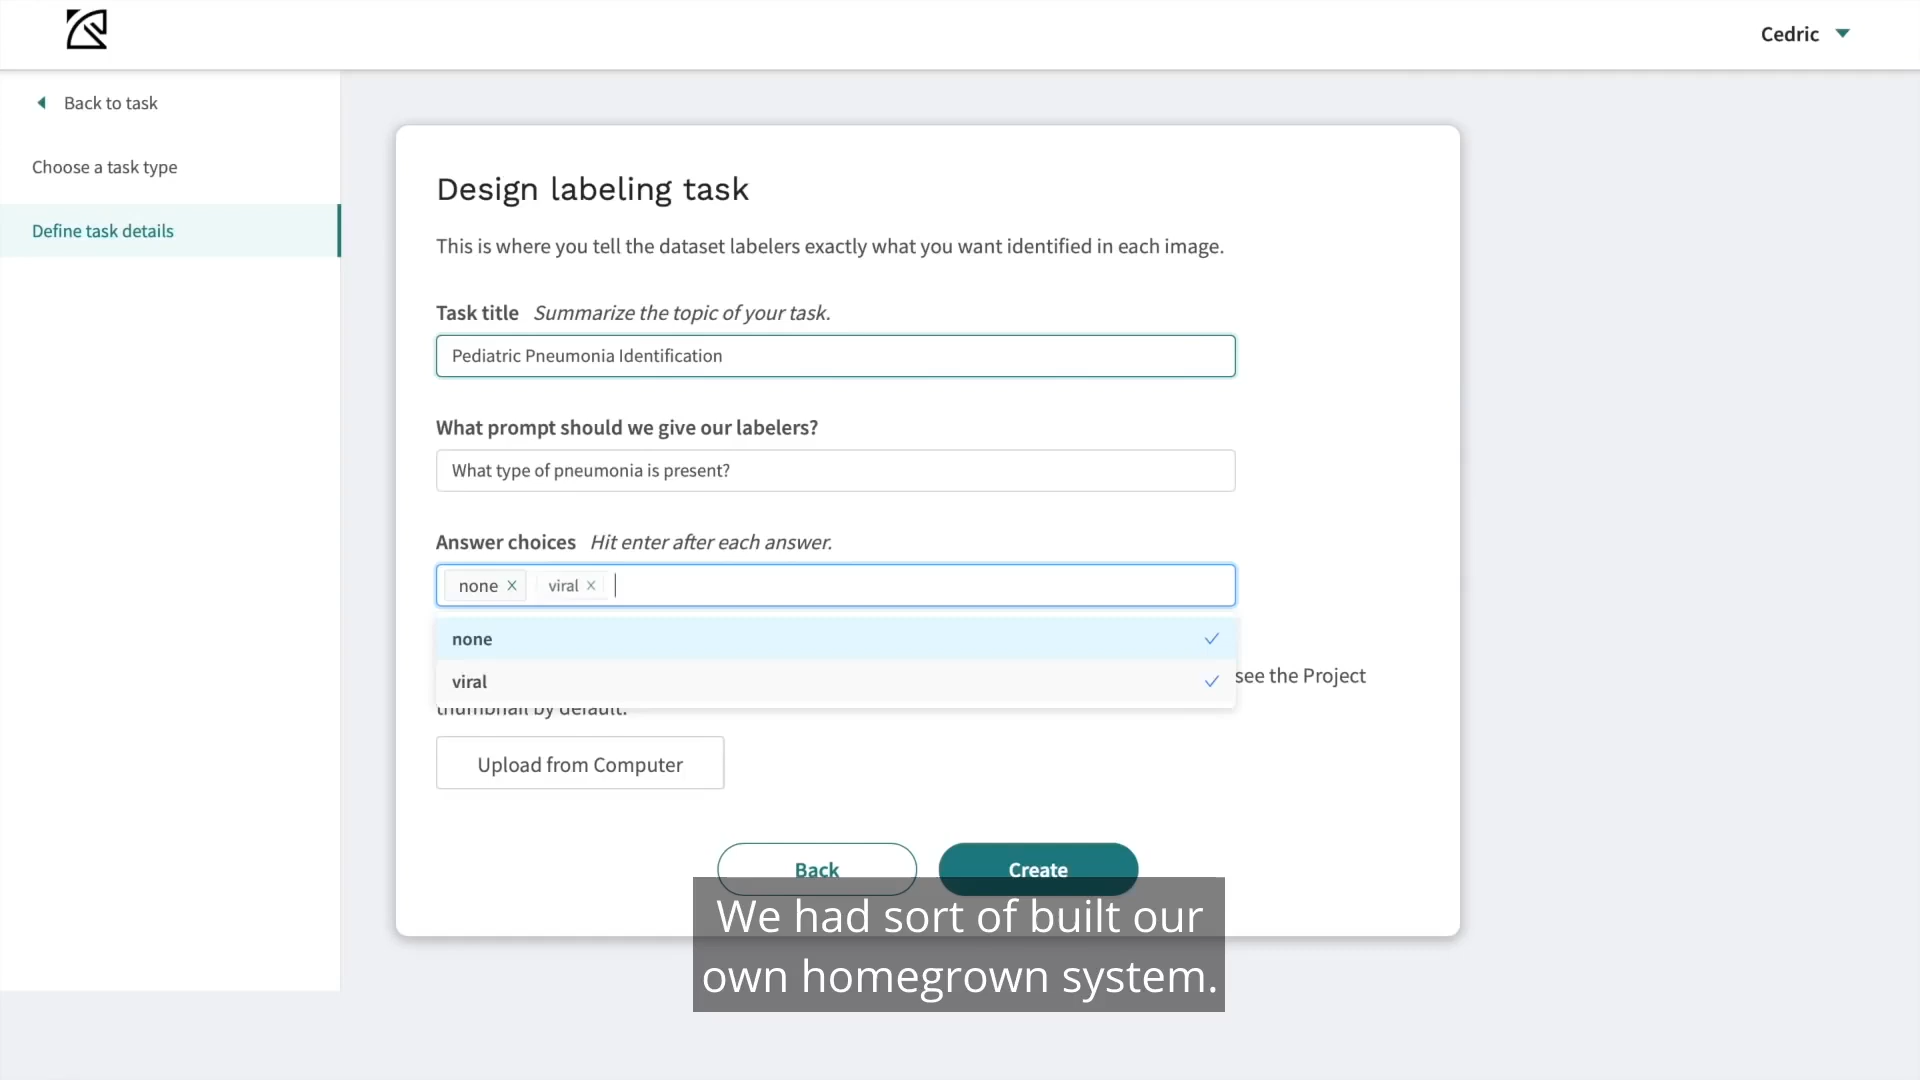 Cedric
Back to task
Choose a task type
Define task details
Design labeling task
This is where you tell the dataset labelers exactly what you want identified in each image.
Task title Summarize the topic of your task.
Pediatric Pneumonia Identification
What prompt should we give our labelers?
What type of pneumonia is present?
Answer choices Hit enter after each answer.
none × viral ×
none
viral
see the Project
thumbnail by default.
Upload from Computer
Back Create
We had sort of built our
own homegrown system.